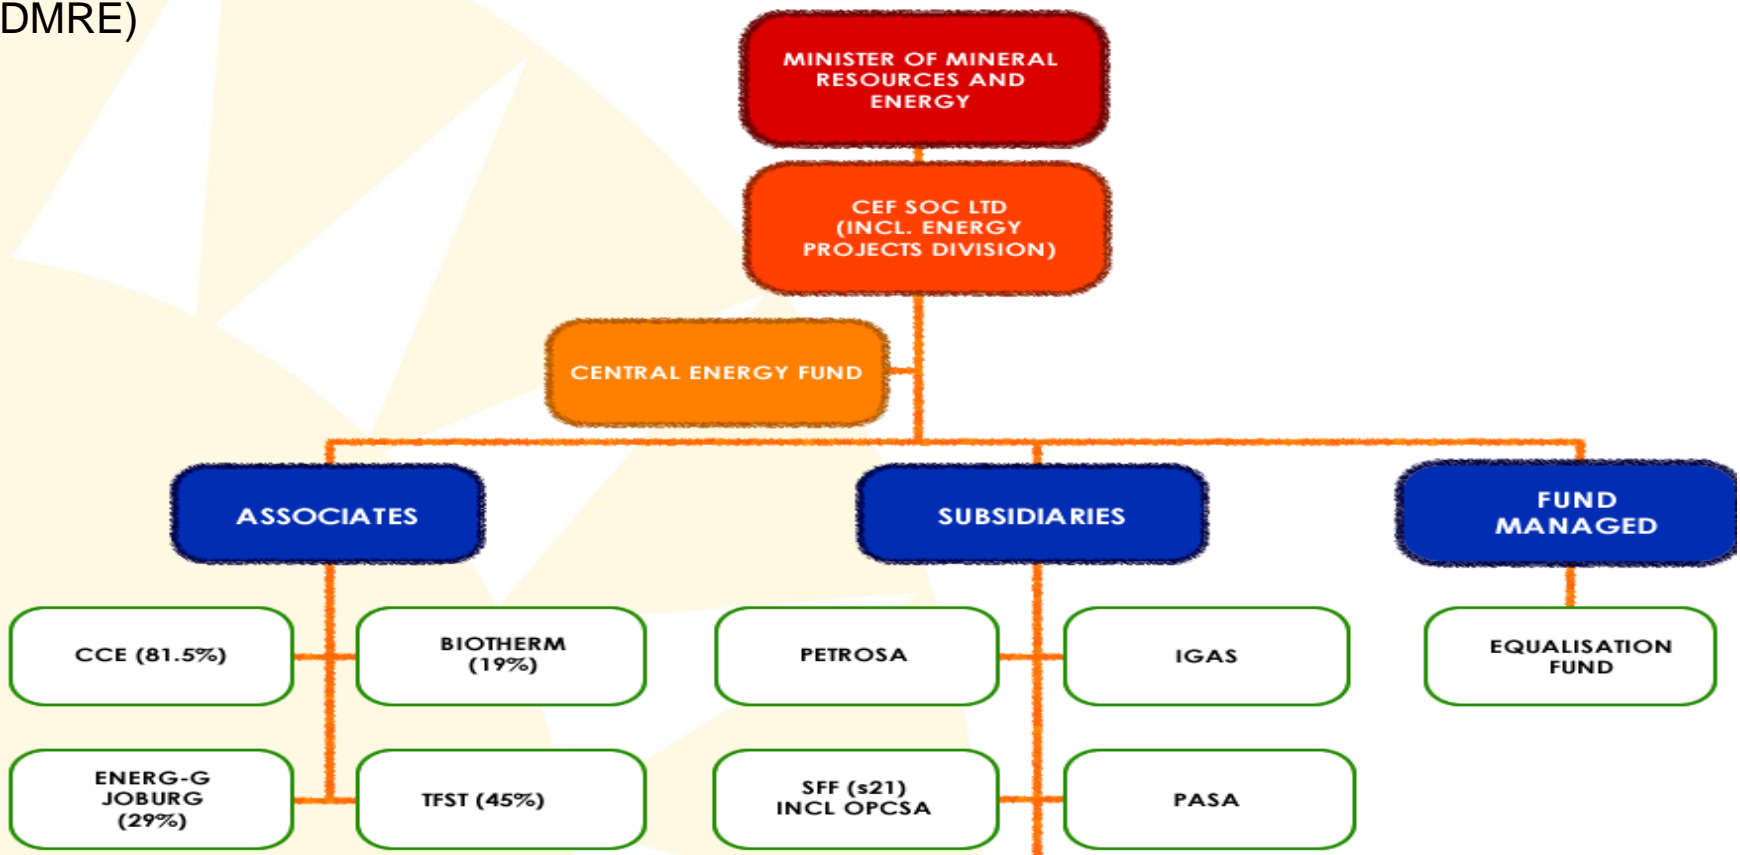 DMRE)
MINISTER OF MINERAL
RESOURCES AND
ENERGY
CEF SOC LTD
(INCL. ENERGY
PROJECTS DIVISION)
CENTRAL ENERGY FUND
ASSOCIATES
SUBSIDIARIES
FUND
MANAGED
CCE (81.5%)
BIOTHERM
(19%)
PETROSA
IGAS
EQUALISATION
FUND
ENERG-G
JOBURG
(29%)
TFST (45%)
SFF (s21)
INCL OPCSA
PASA